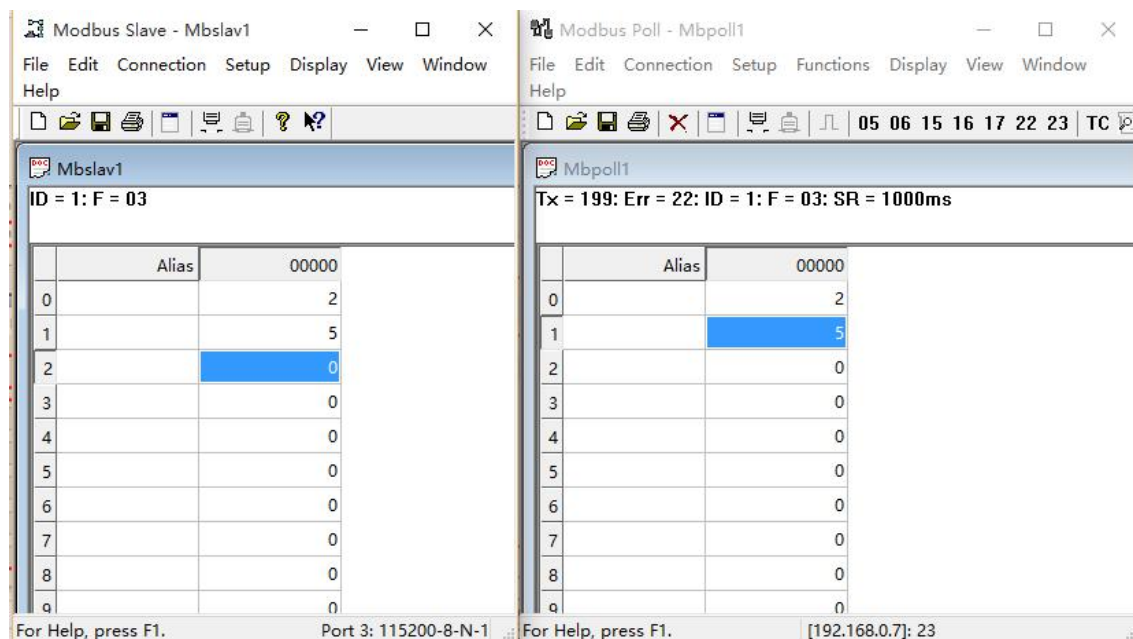 Modbus Slave - Mbslav1
File Edit Connection Setup Display View Window
Help
Mbslav1
ID = 1: F = 03
Alias 00000
0 2
1 5
2 0
3 0
4 0
5 0
6 0
7 0
8 0
9 0
For Help, press F1. Port 3: 115200-8-N-1
Modbus Poll - Mbpoll1
File Edit Connection Setup Functions Display View Window
Help
05 06 15 16 17 22 23 TC
Mbpoll1
Tx = 199: Err = 22: ID = 1: F = 03: SR = 1000ms
Alias 00000
0 2
1 5
2 0
3 0
4 0
5 0
6 0
7 0
8 0
9 0
For Help, press F1. [192.168.0.7]: 23